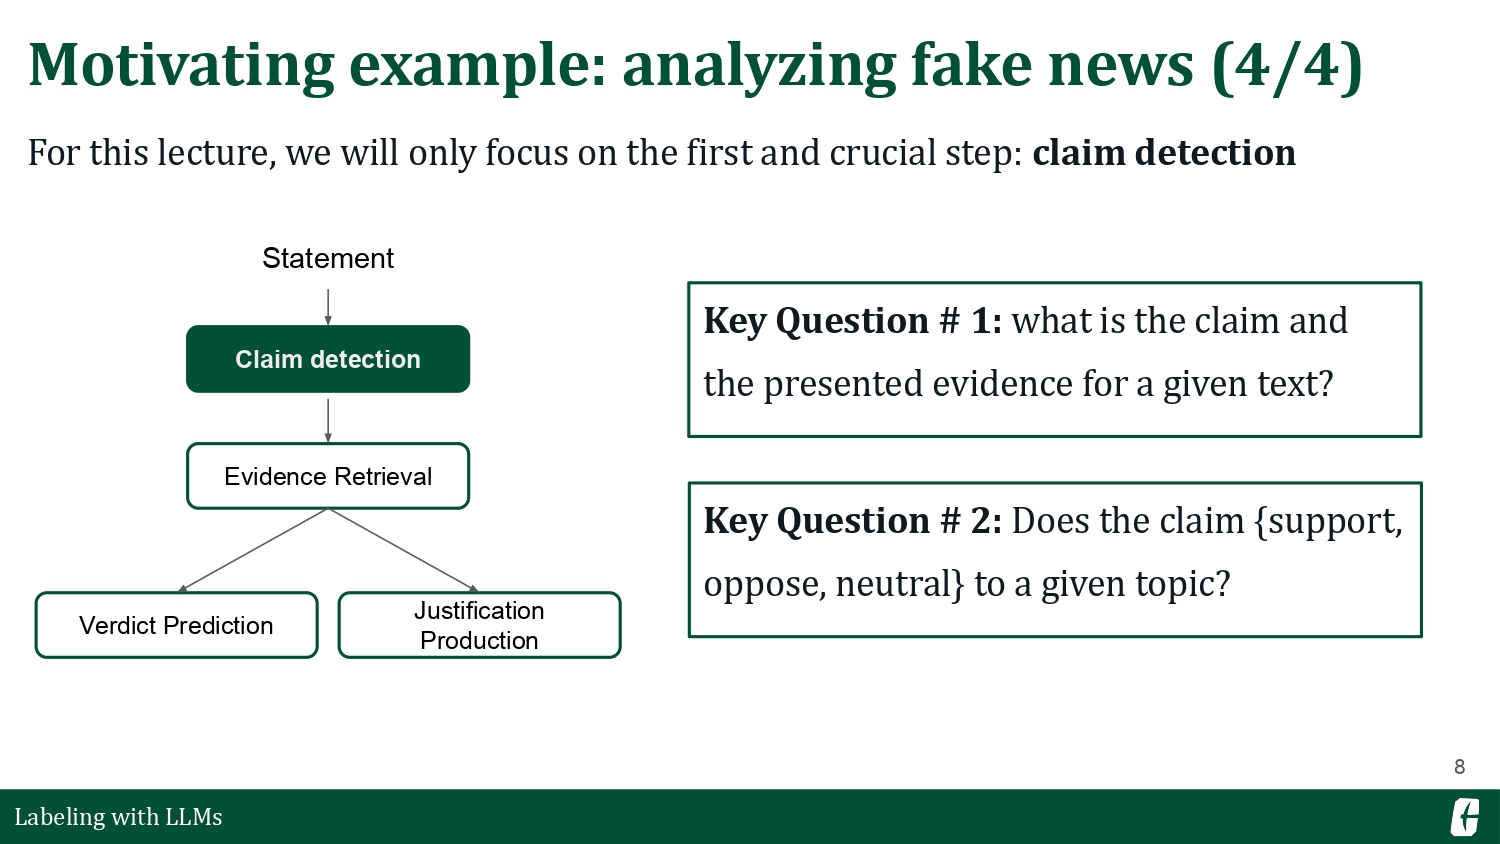 Motivating example: analyzing fake news (4/4)
For this lecture, we will only focus on the first and crucial step: claim detection
Statement
Claim detection
Evidence Retrieval
Verdict Prediction
Justification
Production
Key Question # 1: what is the claim and
the presented evidence for a given text?
Key Question # 2: Does the claim {support,
oppose, neutral} to a given topic?
8
Labeling with LLMs